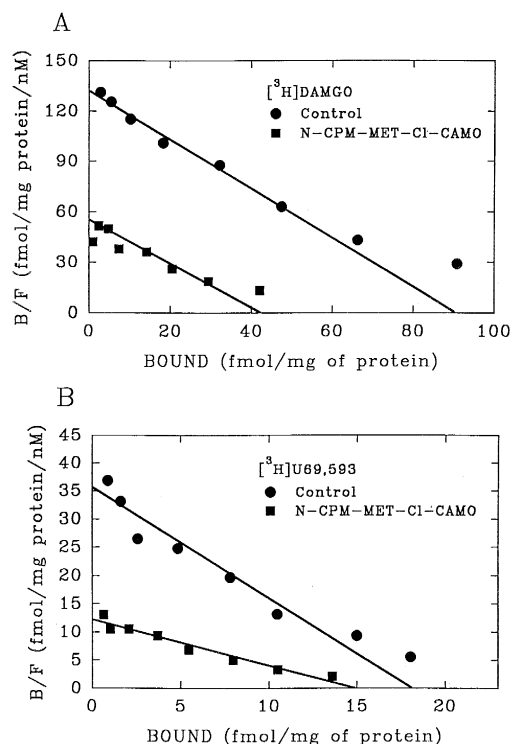 A
B/F (fmol/mg protein/nM)
150
120
90
60
30
0
[³H]DAMGO
Control
N-CPM-MET-Cl-CAMO
0 20 40 60 80 100
BOUND (fmol/mg of protein)
B
B/F (fmol/mg protein/nM)
45
40
35
30
25
20
15
10
5
0
[³H]U69,593
Control
N-CPM-MET-Cl-CAMO
0 5 10 15 20
BOUND (fmol/mg of protein)